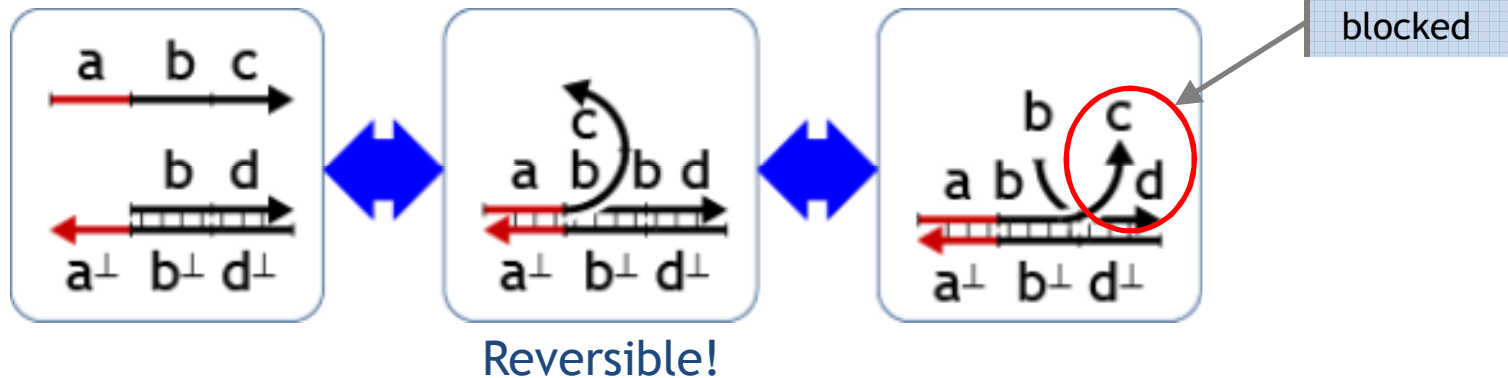 blocked
a b c
b d
a⊥ b⊥ d⊥
c
a b b d
a⊥ b⊥ d⊥
b c
a b d
a⊥ b⊥ d⊥
Reversible!